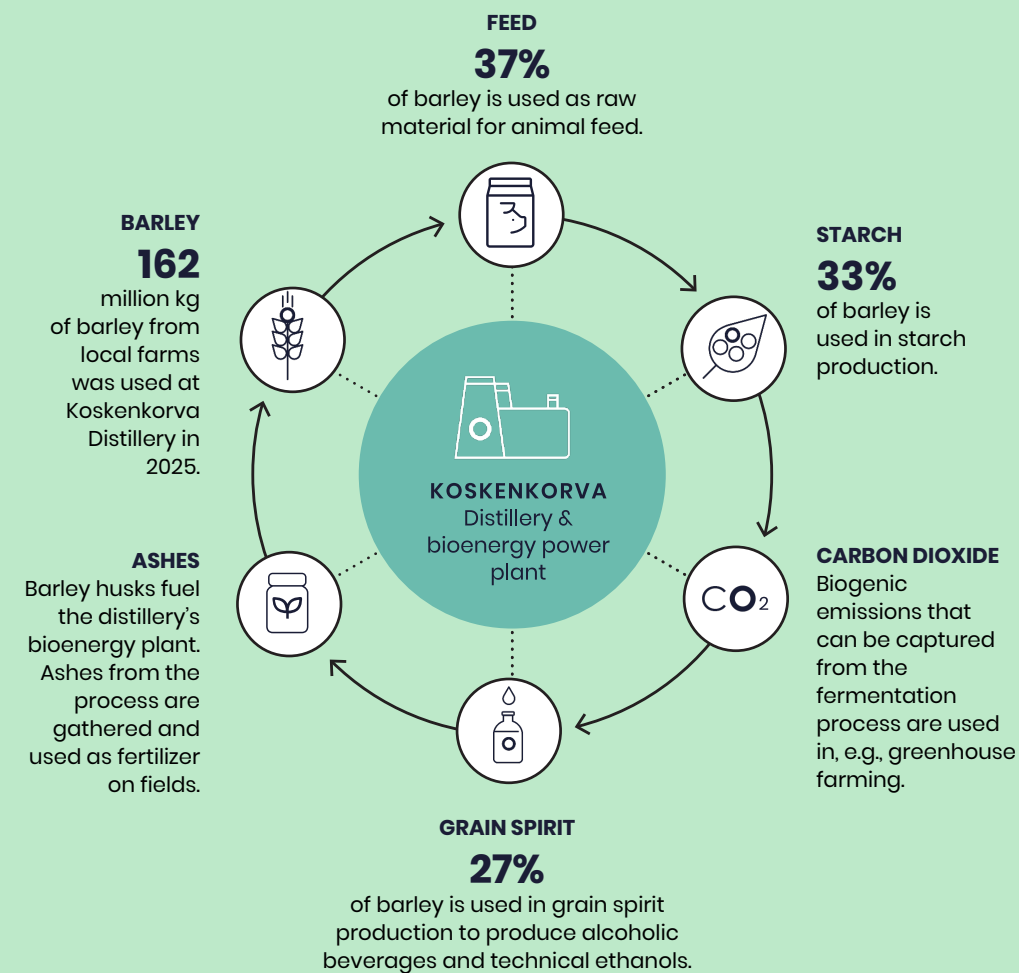 FEED
37%
of barley is used as raw
material for animal feed.
BARLEY
162
million kg
of barley from
local farms
was used at
Koskenkorva
Distillery in
2025.
STARCH
33%
of barley is
used in starch
production.
KOSKENKORVA
Distillery &
bioenergy power
plant
ASHES
Barley husks fuel
the distillery’s
bioenergy plant.
Ashes from the
process are
gathered and
used as fertilizer
on fields.
CO2
CARBON DIOXIDE
Biogenic
emissions that
can be captured
from the
fermentation
process are used
in, e.g., greenhouse
farming.
GRAIN SPIRIT
27%
of barley is used in grain spirit
production to produce alcoholic
beverages and technical ethanols.